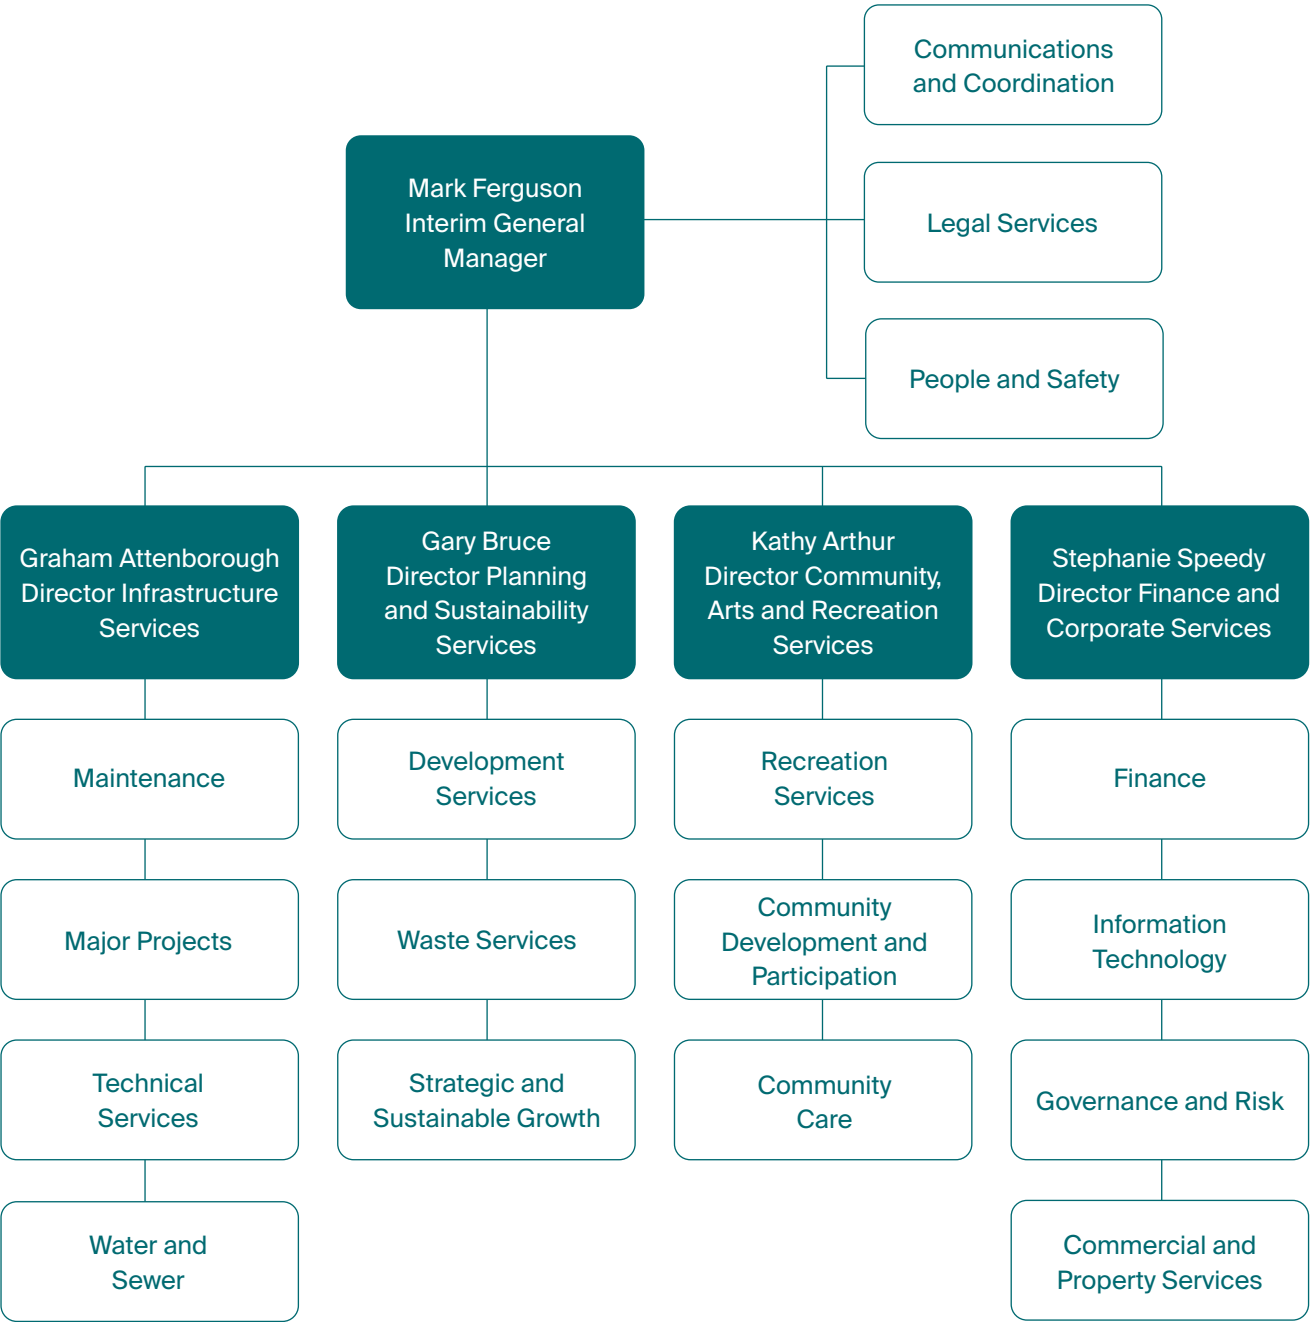 Communications
and Coordination
Mark Ferguson
Interim General
Manager
Legal Services
People and Safety
Graham Attenborough
Director Infrastructure
Services
Gary Bruce
Director Planning
and Sustainability
Services
Kathy Arthur
Director Community,
Arts and Recreation
Services
Stephanie Speedy
Director Finance and
Corporate Services
Maintenance
Development
Services
Recreation
Services
Finance
Major Projects
Waste Services
Community
Development and
Participation
Information
Technology
Technical
Services
Strategic and
Sustainable Growth
Community
Care
Governance and Risk
Water and
Sewer
Commercial and
Property Services